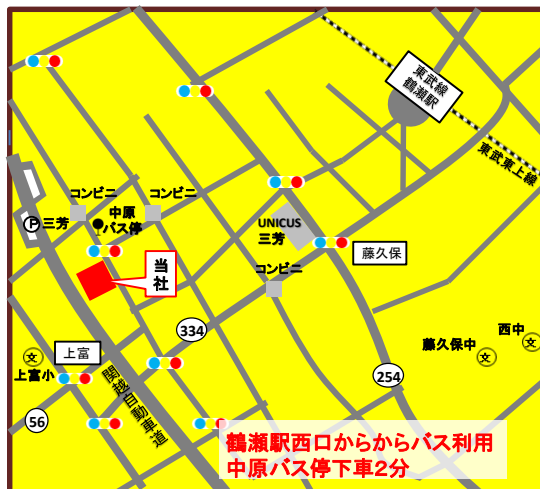 東武線
鶴瀬駅
東武東上線
コンビニ
コンビニ
中原
バス停
P
三芳
UNICUS
三芳
藤久保
当社
コンビニ
334
上富
文
上富小
関越自動車道
藤久保中
文
西中
文
254
56
鶴瀬駅西口からからバス利用
中原バス停下車2分